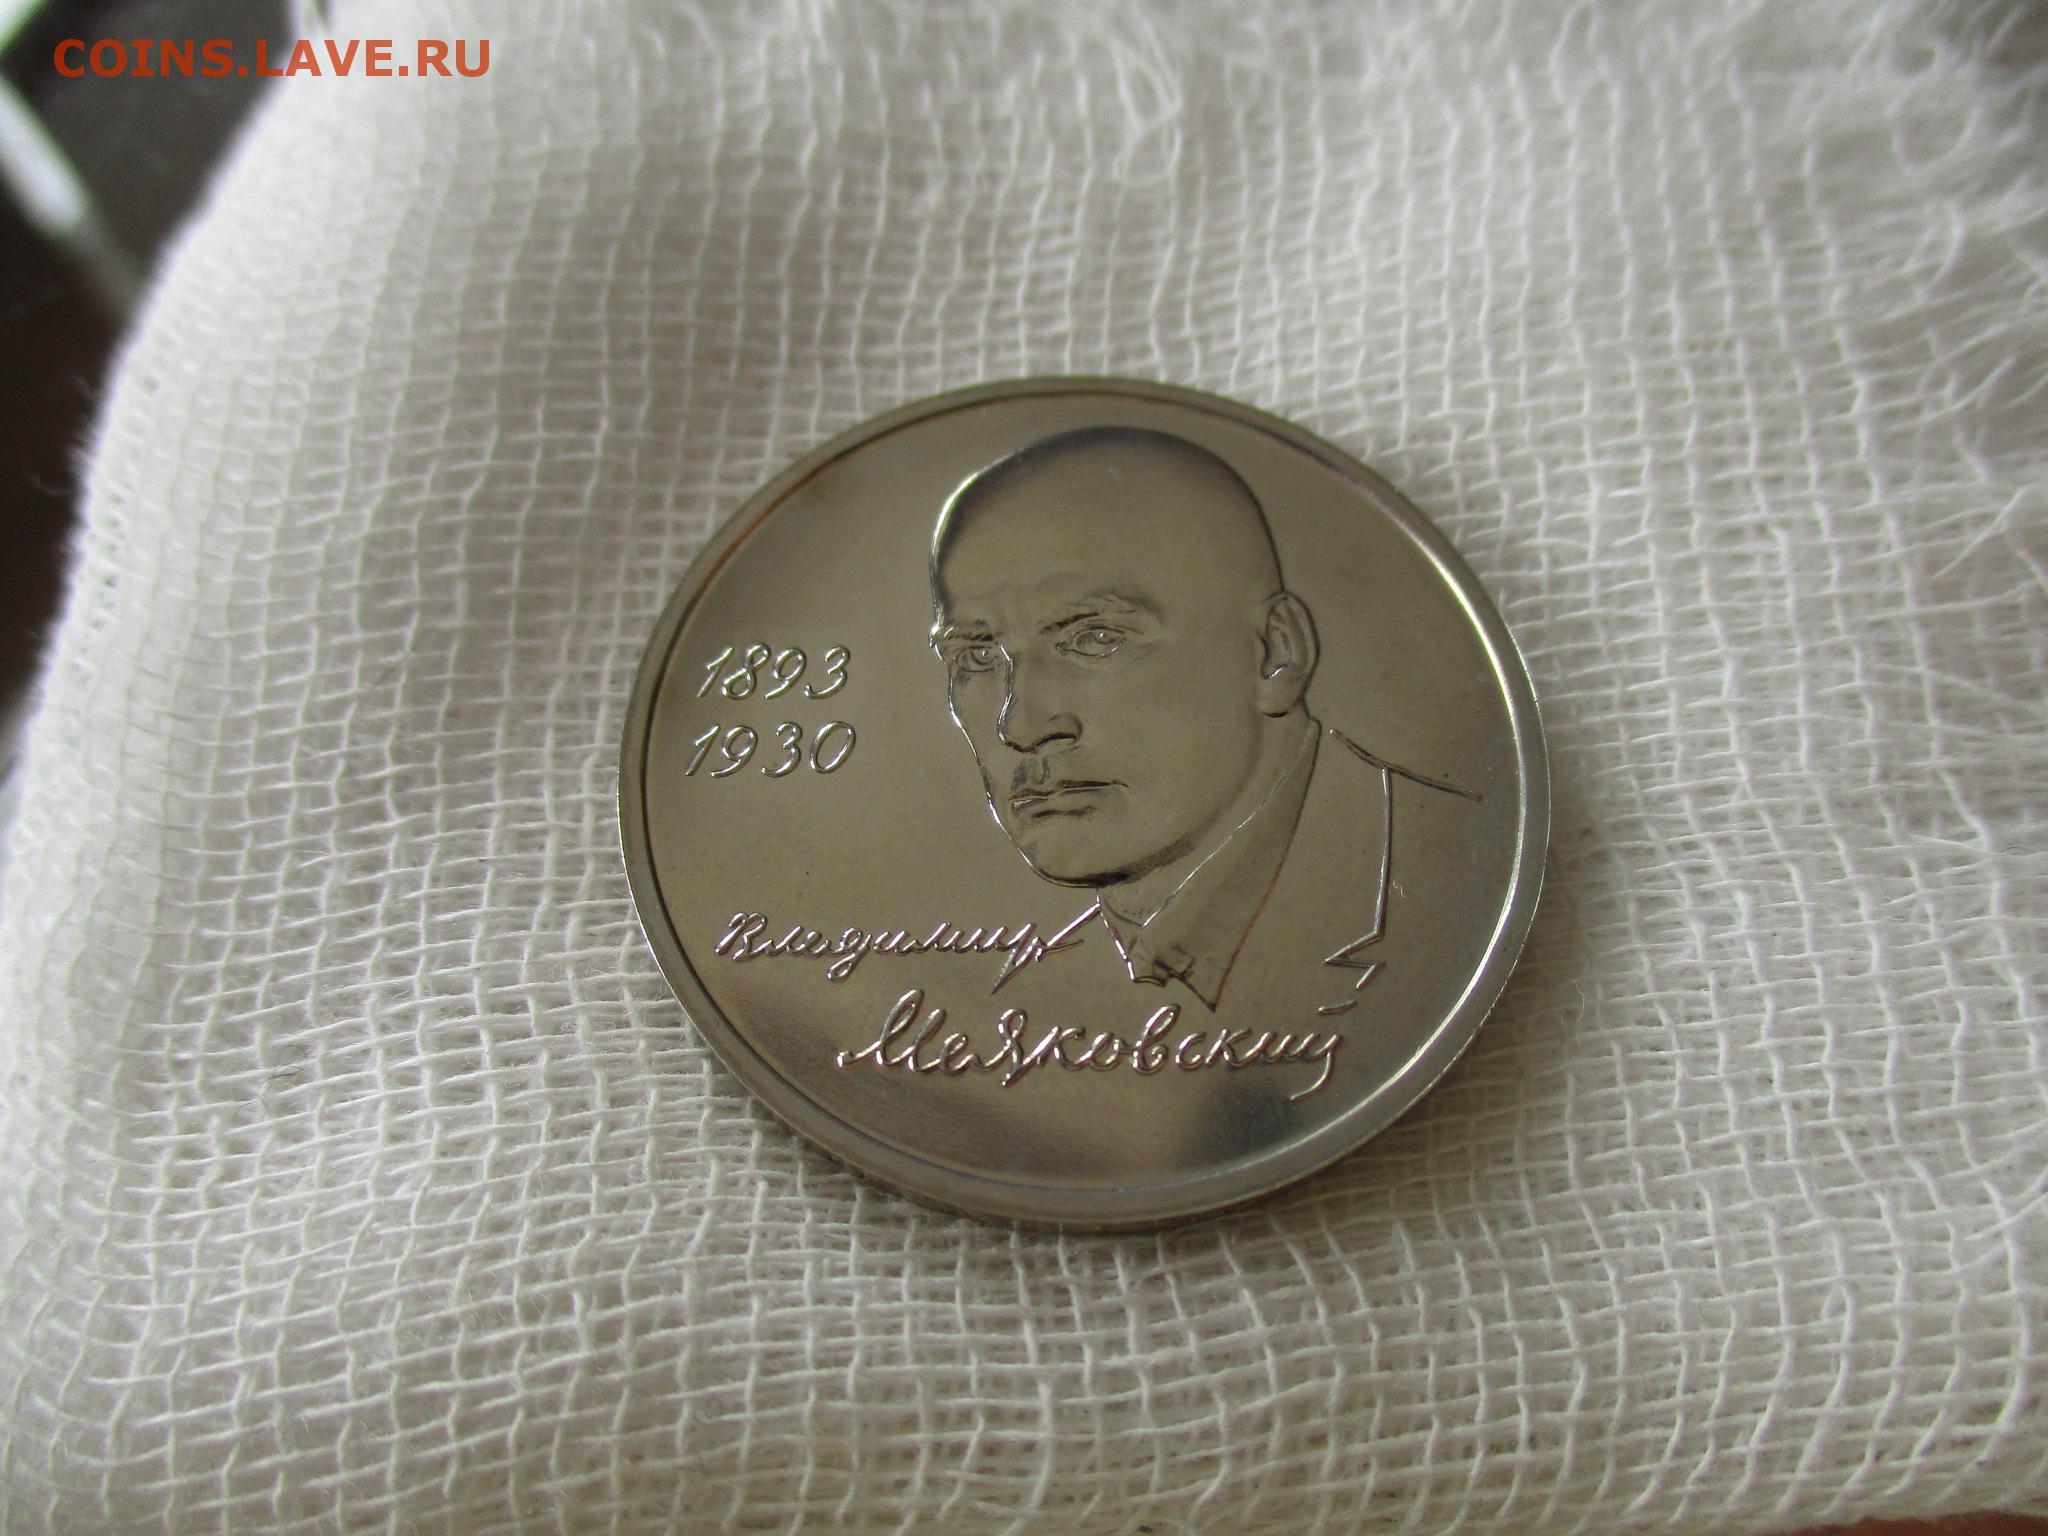 COINS.LAVE.RU
1893
1930
Владимир
Маяковский